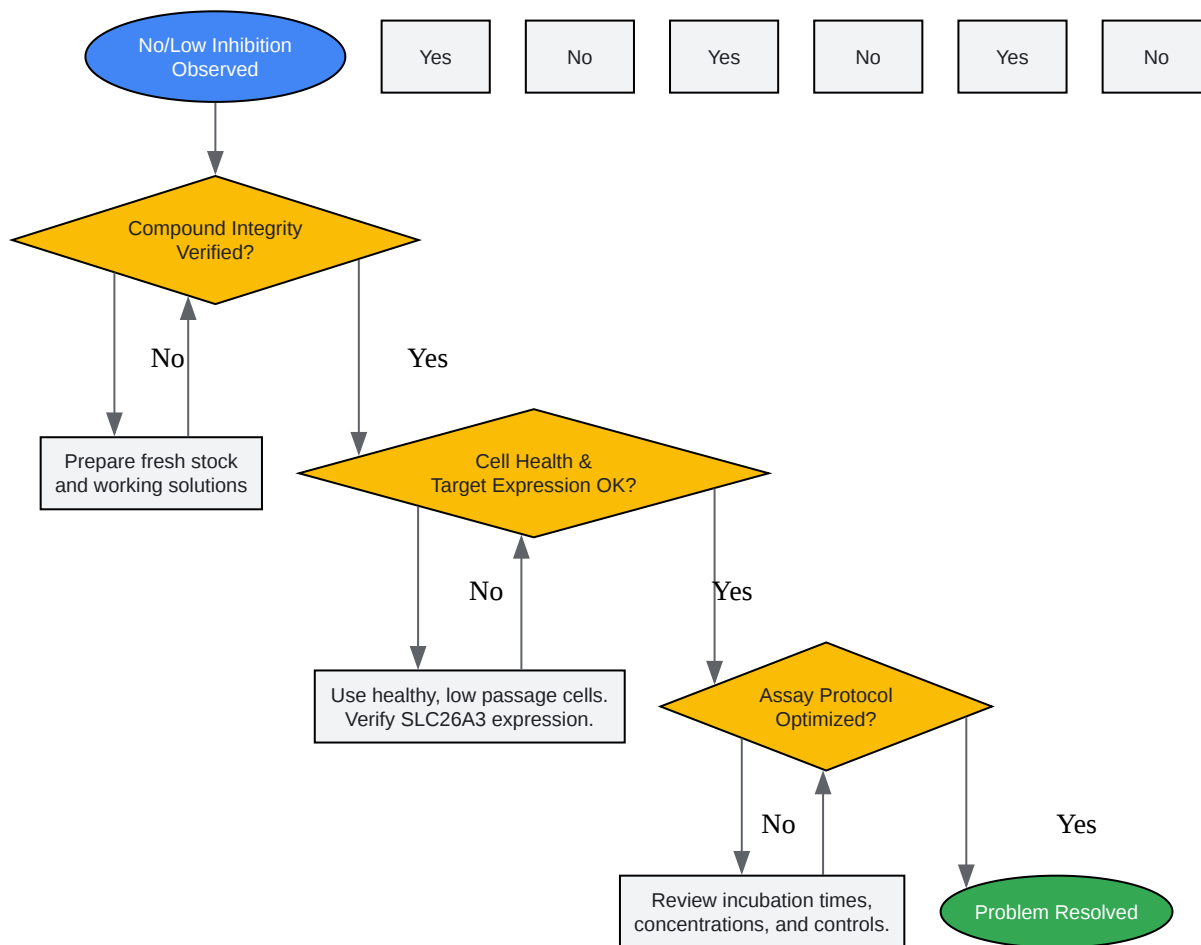 No/Low Inhibition
Observed
Yes
No
Yes
No
Yes
No
Compound Integrity
Verified?
No
Yes
Prepare fresh stock
and working solutions
Cell Health &
Target Expression OK?
No
Yes
Use healthy, low passage cells.
Verify SLC26A3 expression.
Assay Protocol
Optimized?
No
Yes
Review incubation times,
concentrations, and controls.
Problem Resolved